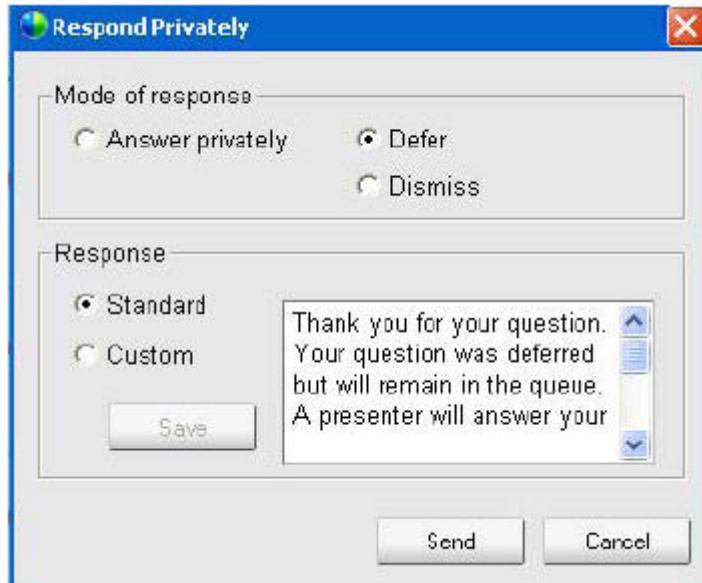 Respond Privately
Mode of response
Answer privately
Defer
Dismiss
Response
Standard
Custom
Save
Thank you for your question.
Your question was deferred
but will remain in the queue.
A presenter will answer your
Send
Cancel